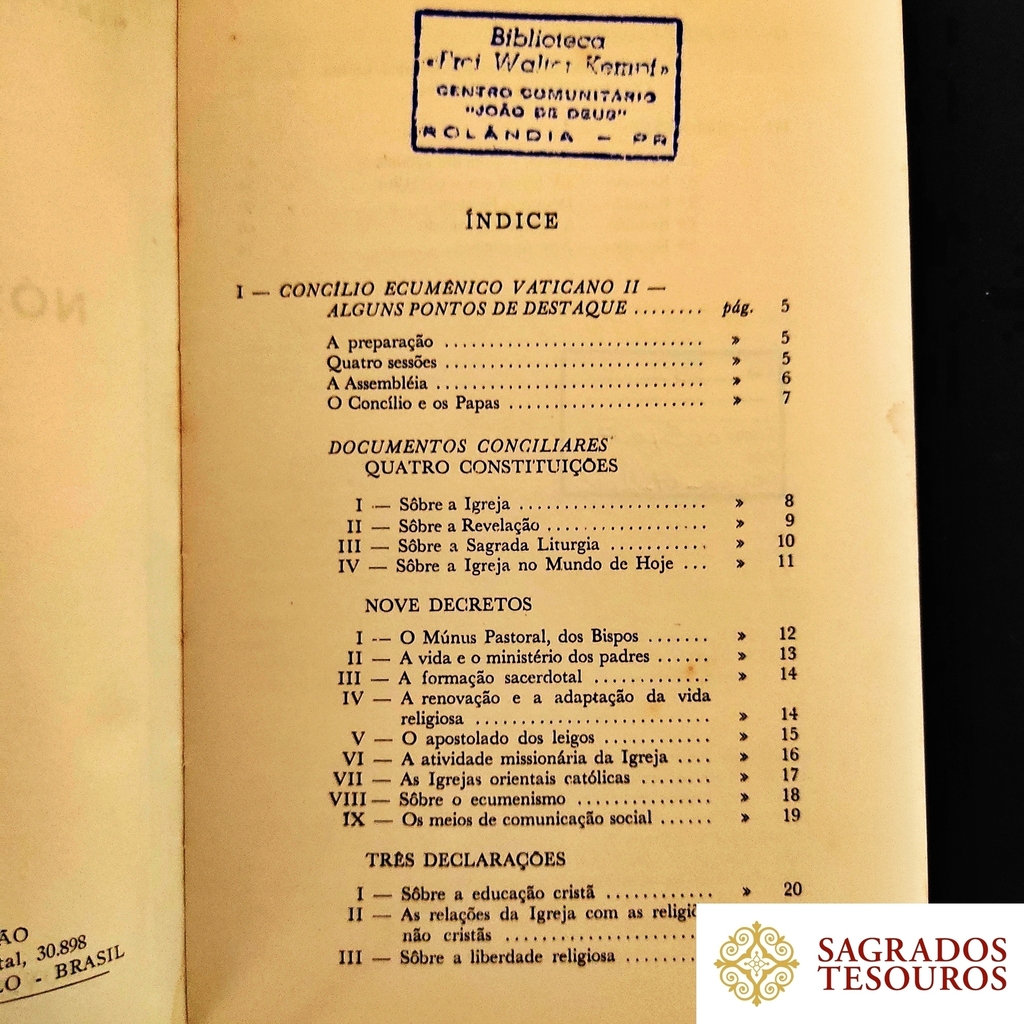 Biblioteca
«Frei Walter Kempf»
CENTRO COMUNITÁRIO
"JOÃO DE DEUS"
ROLÂNDIA - PR
ÍNDICE
I — CONCÍLIO ECUMÊNICO VATICANO II —
ALGUNS PONTOS DE DESTAQUE ........ pág. 5
A preparação .............................. » 5
Quatro sessões .............................. » 5
A Assembléia .............................. » 6
O Concílio e os Papas ....................... » 7
DOCUMENTOS CONCILIARES
QUATRO CONSTITUIÇÕES
I — Sôbre a Igreja ...................... » 8
II — Sôbre a Revelação ................... » 9
III — Sôbre a Sagrada Liturgia ........... » 10
IV — Sôbre a Igreja no Mundo de Hoje ... » 11
NOVE DECRETOS
I — O Múnus Pastoral, dos Bispos ....... » 12
II — A vida e o ministério dos padres ...... » 13
III — A formação sacerdotal ............. » 14
IV — A renovação e a adaptação da vida
religiosa ........................... » 14
V — O apostolado dos leigos ............ » 15
VI — A atividade missionária da Igreja .... » 16
VII — As Igrejas orientais católicas ........ » 17
VIII — Sôbre o ecumenismo ............... » 18
IX — Os meios de comunicação social ...... » 19
TRÊS DECLARAÇÕES
I — Sôbre a educação cristã ............ » 20
II — As relações da Igreja com as religiõ
não cristãs ....................
III — Sôbre a liberdade religiosa ........
ÃO
tal, 30.898
LO - BRASIL
SAGRADOS
TESOUROS